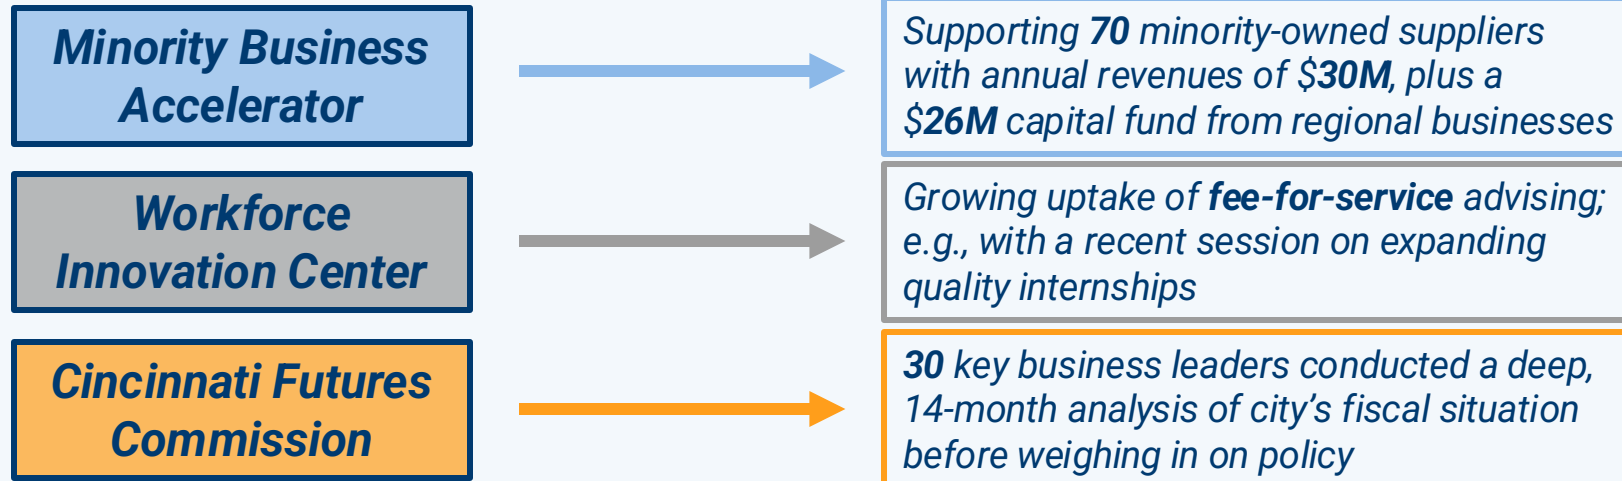 Minority Business
Accelerator
Supporting 70 minority-owned suppliers
with annual revenues of $30M, plus a
$26M capital fund from regional businesses
Workforce
Innovation Center
Growing uptake of fee-for-service advising;
e.g., with a recent session on expanding
quality internships
Cincinnati Futures
Commission
30 key business leaders conducted a deep,
14-month analysis of city’s fiscal situation
before weighing in on policy